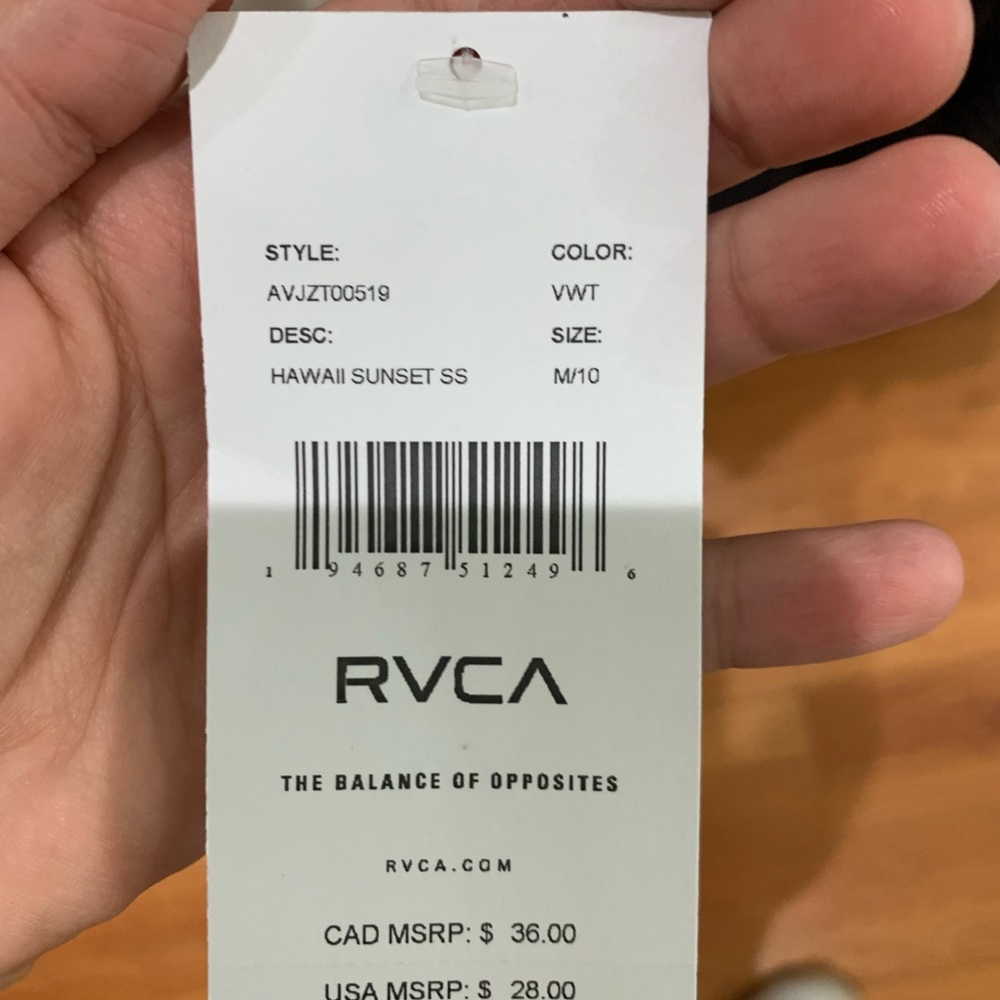 STYLE: COLOR:
AVJZT00519 VWT
DESC: SIZE:
HAWAII SUNSET SS M/10
1 94687 51249 6
RVCA
THE BALANCE OF OPPOSITES
RVCA.COM
CAD MSRP: $ 36.00
USA MSRP: $ 28.00